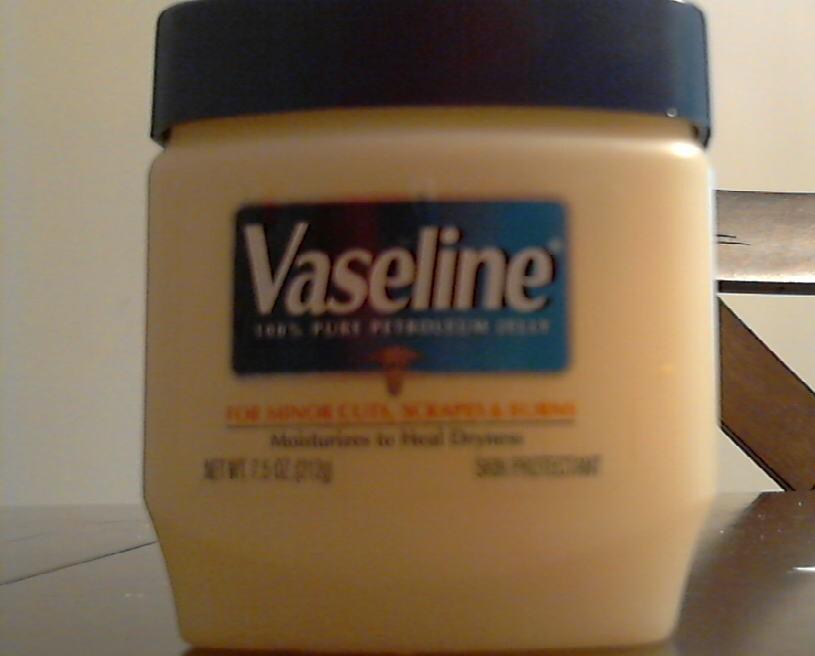 Vaseline®
100% PURE PETROLEUM JELLY
FOR MINOR CUTS, SCRAPES & BURNS
Moisturizes to Heal Dryness
NET WT. 7.5 OZ. (212g) SKIN PROTECTANT